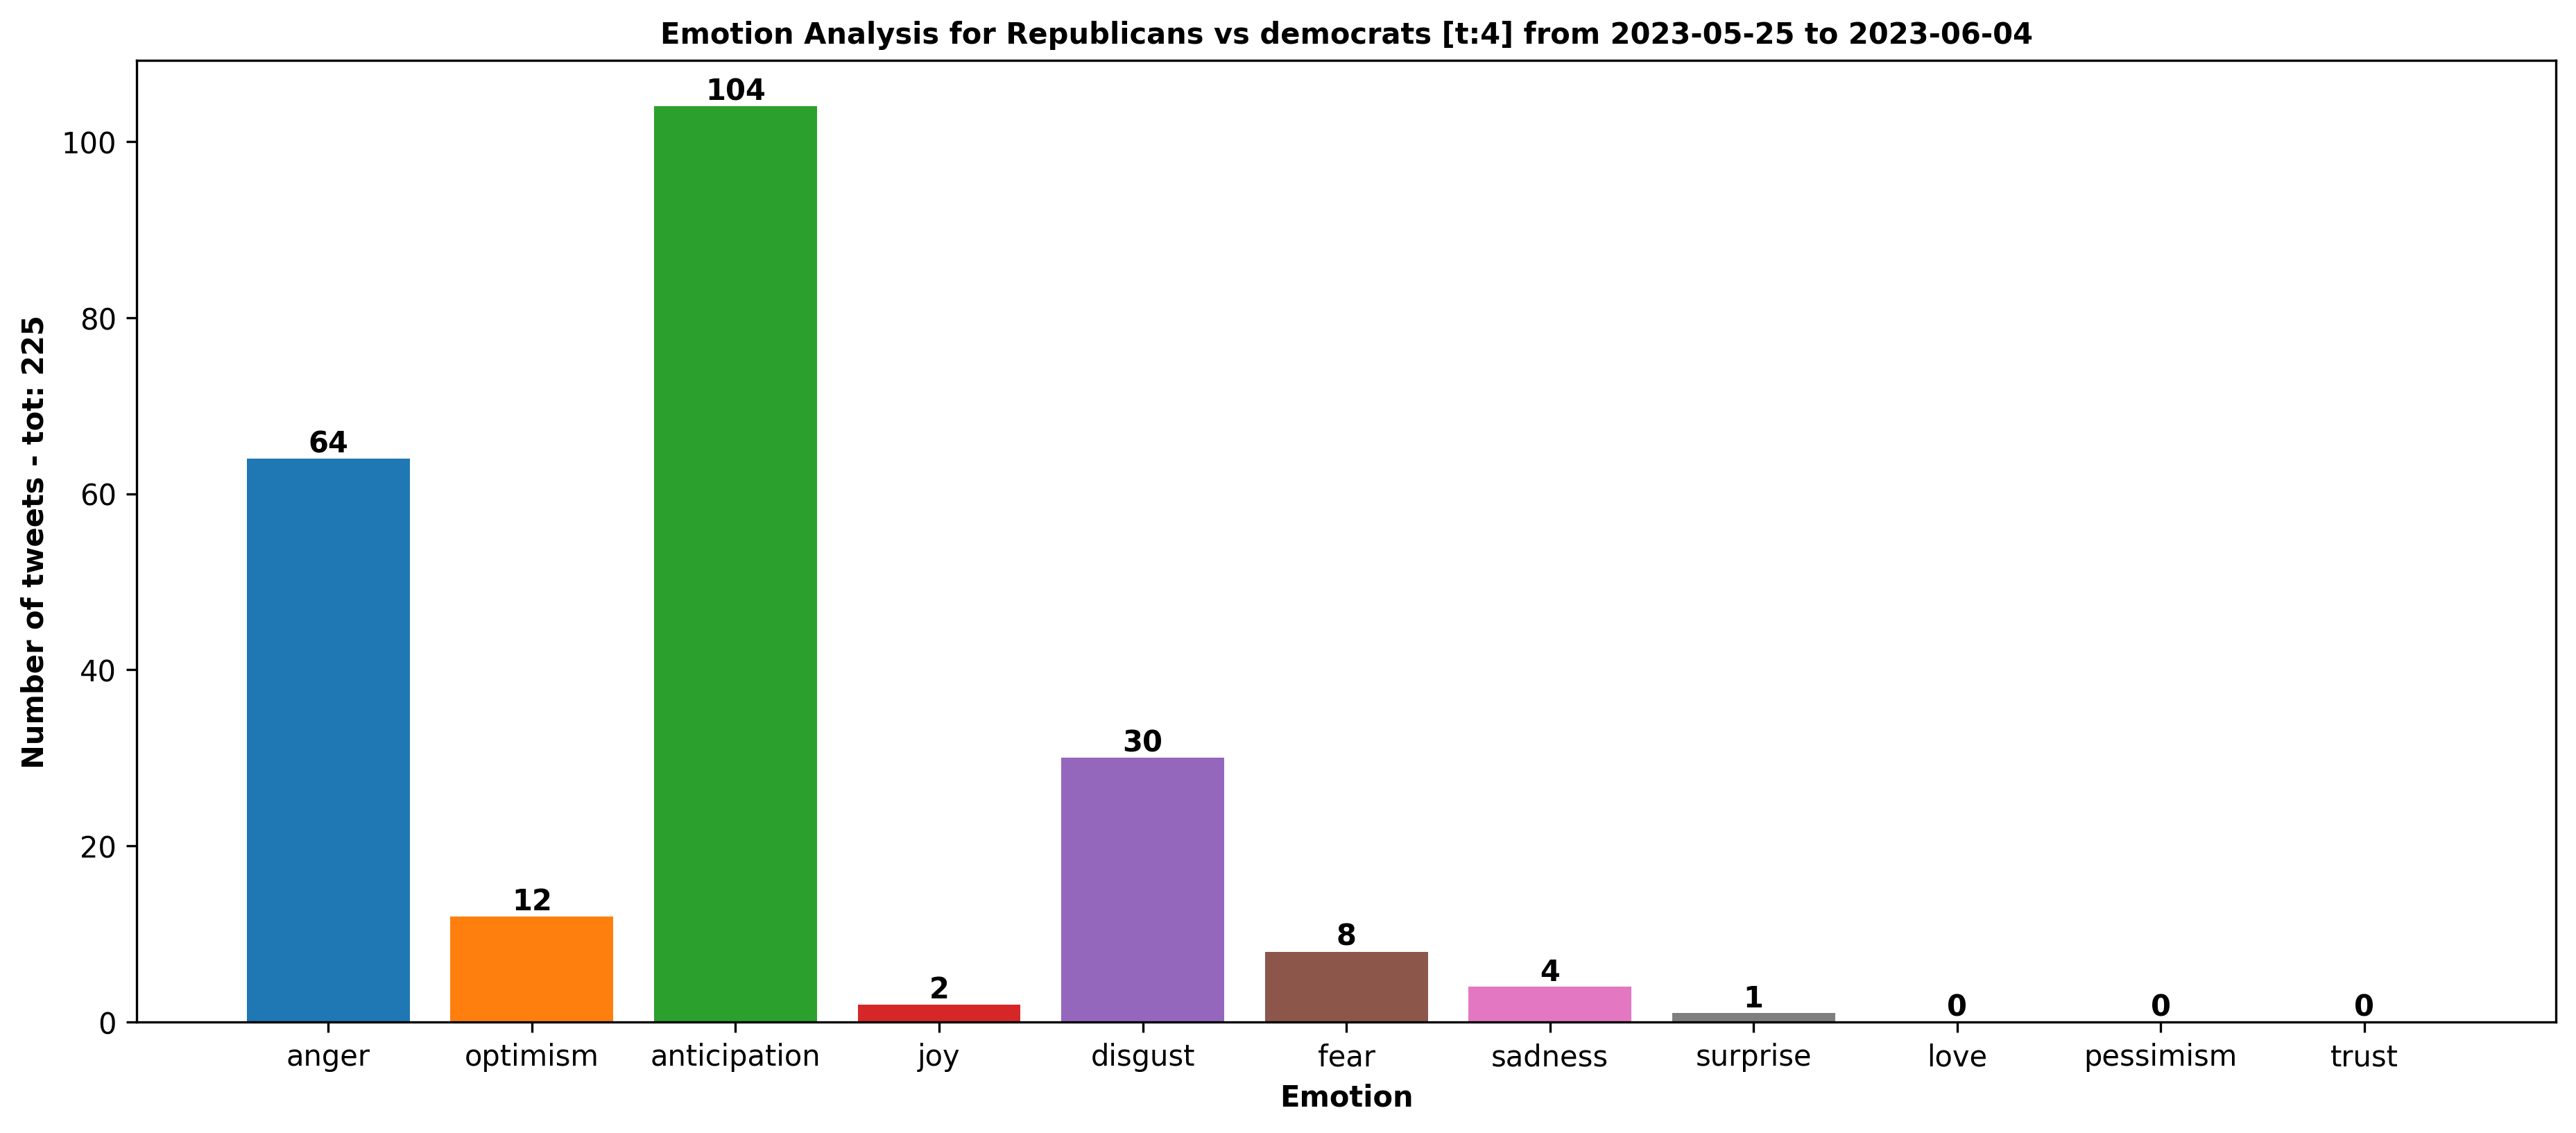 Emotion Analysis for Republicans vs democrats [t:4] from 2023-05-25 to 2023-06-04
Number of tweets - tot: 225
100
80
60
40
20
0
64
12
104
2
30
8
4
1
0
0
0
anger
optimism
anticipation
joy
disgust
fear
sadness
surprise
love
pessimism
trust
Emotion